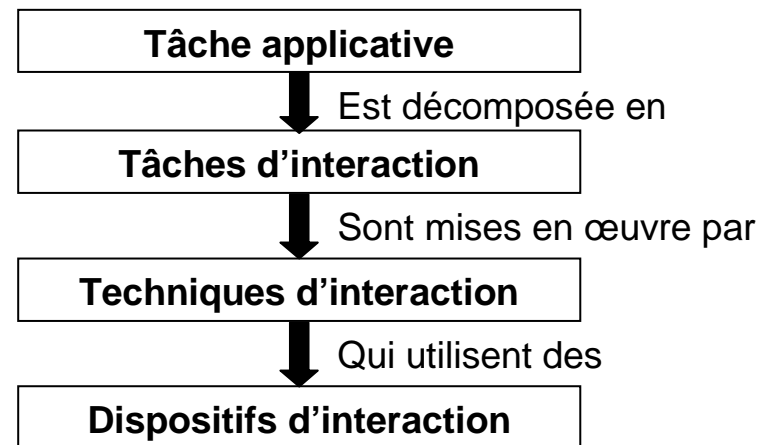 Tâche applicative
Est décomposée en
Tâches d’interaction
Sont mises en œuvre par
Techniques d’interaction
Qui utilisent des
Dispositifs d’interaction